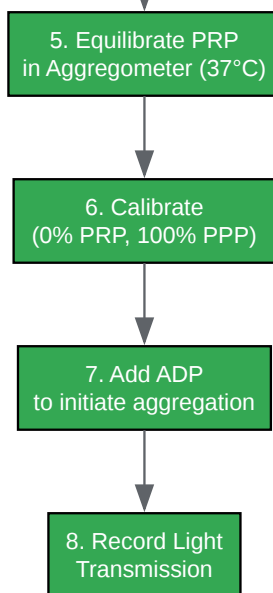 5. Equilibrate PRP
in Aggregometer (37°C)
6. Calibrate
(0% PRP, 100% PPP)
7. Add ADP
to initiate aggregation
8. Record Light
Transmission